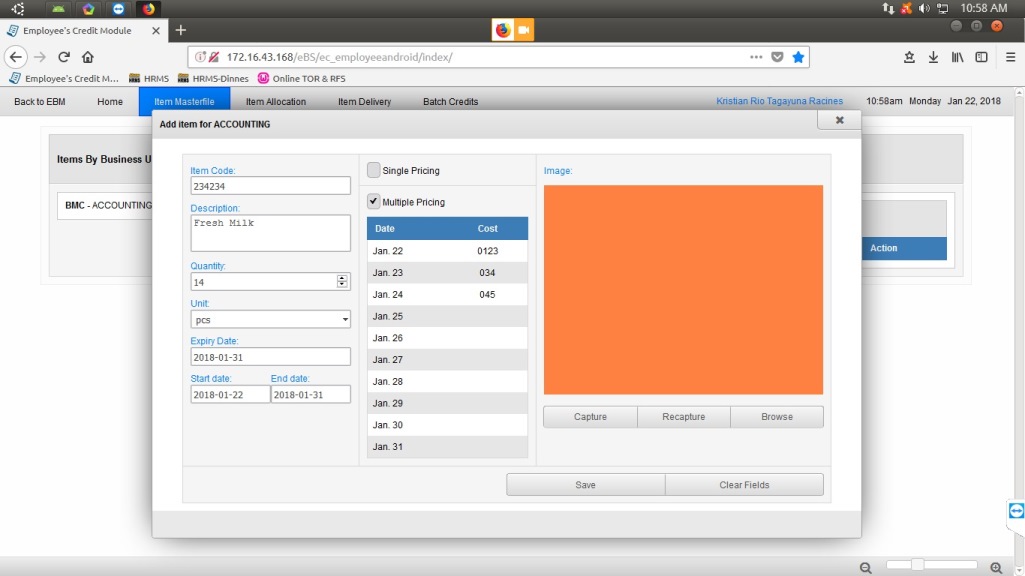 10:58 AM
Employee's Credit Module
172.16.43.168/eBS/ec_employeeandroid/index/
Employee's Credit M... HRMS HRMS-Dinnes Online TOR & RFS
Back to EBM Home Item Masterfile Item Allocation Item Delivery Batch Credits Kristian Rio Tagayuna Racines 10:58am Monday Jan 22, 2018
Add item for ACCOUNTING
Items By Business U
BMC - ACCOUNTING
Action
Item Code:
234234
Description:
Fresh Milk
Quantity:
14
Unit:
pcs
Expiry Date:
2018-01-31
Start date: End date:
2018-01-22 2018-01-31
Single Pricing
Multiple Pricing
Date Cost
Jan. 22 0123
Jan. 23 034
Jan. 24 045
Jan. 25
Jan. 26
Jan. 27
Jan. 28
Jan. 29
Jan. 30
Jan. 31
Image:
Capture Recapture Browse
Save Clear Fields